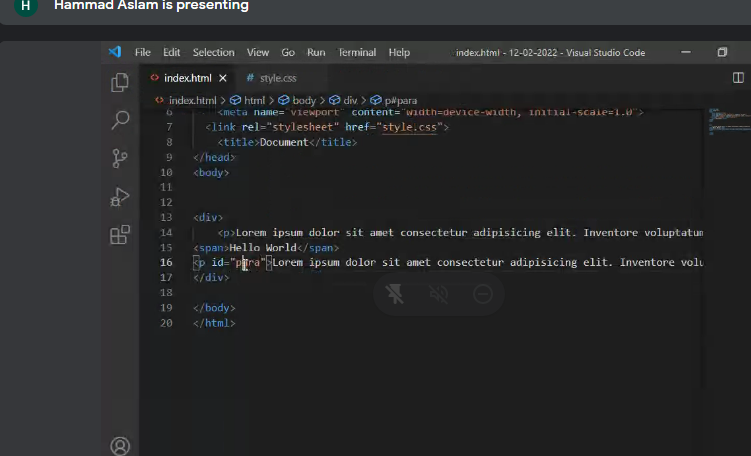 H Hammad Aslam is presenting
File Edit Selection View Go Run Terminal Help index.html - 12-02-2022 - Visual Studio Code
index.html × # style.css
index.html > html > body > div > p#para
6 <meta name="viewport" content="width=device-width, initial-scale=1.0">
7 <link rel="stylesheet" href="style.css">
8 <title>Document</title>
9 </head>
10 <body>
11
12
13 <div>
14 <p>Lorem ipsum dolor sit amet consectetur adipisicing elit. Inventore voluptatum
15 <span>Hello World</span>
16 <p id="para">Lorem ipsum dolor sit amet consectetur adipisicing elit. Inventore volu
17 </div>
18
19 </body>
20 </html>